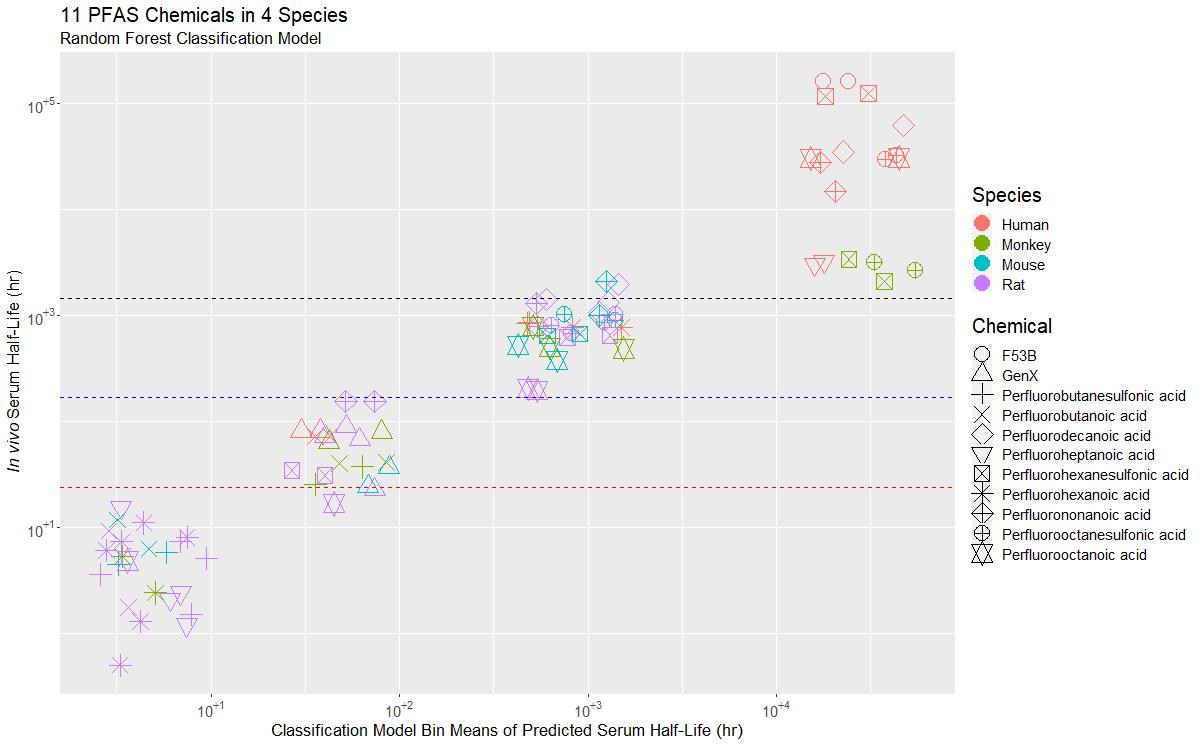 11 PFAS Chemicals in 4 Species
Random Forest Classification Model
10+5
10+3
10+1
In vivo Serum Half-Life (hr)
10+1
10+2
10+3
10+4
Classification Model Bin Means of Predicted Serum Half-Life (hr)
Species
Human
Monkey
Mouse
Rat
Chemical
F53B
GenX
Perfluorobutanesulfonic acid
Perfluorobutanoic acid
Perfluorodecanoic acid
Perfluoroheptanoic acid
Perfluorohexanesulfonic acid
Perfluorohexanoic acid
Perfluorononanoic acid
Perfluorooctanesulfonic acid
Perfluorooctanoic acid